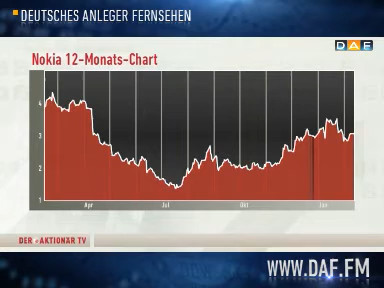 DEUTSCHES ANLEGER FERNSEHEN
DAF
Nokia 12-Monats-Chart
4
3
2
1
Apr
Jul
Okt
Jan
DER AKTIONÄR TV
WWW.DAF.FM